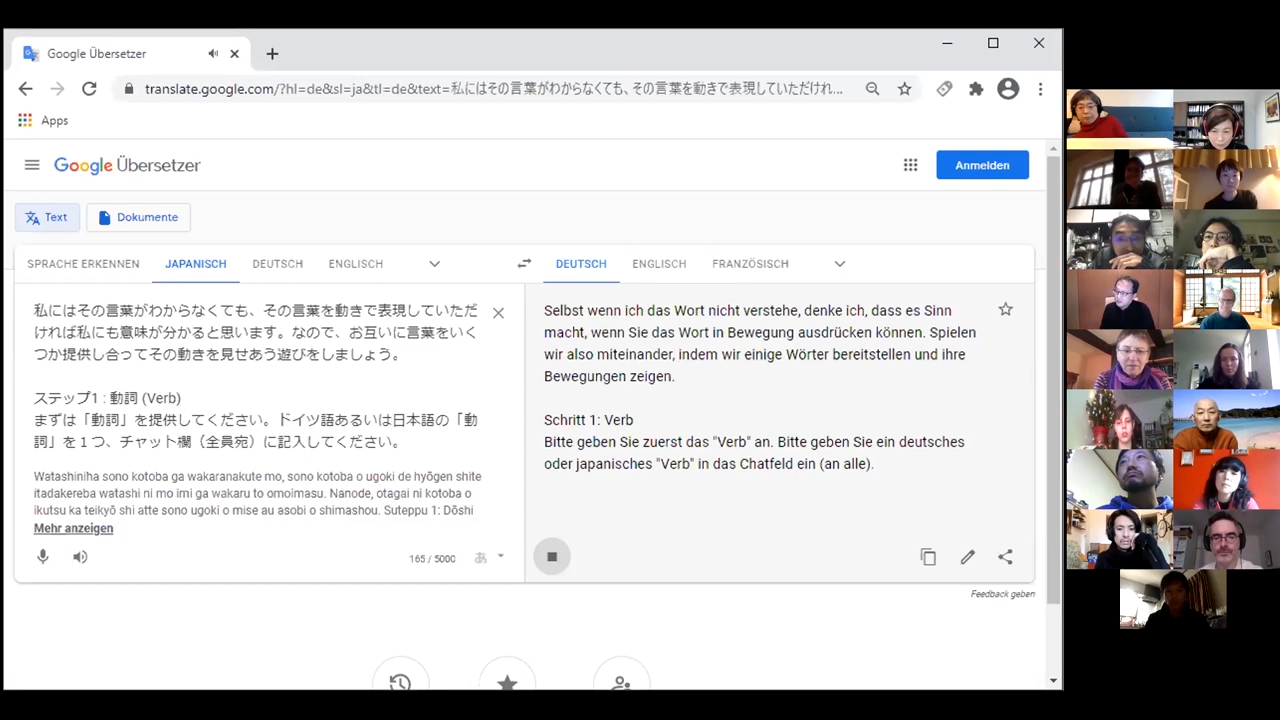 Google Übersetzer
translate.google.com/?hl=de&sl=ja&tl=de&text=私にはその言葉がわからなくても、その言葉を動きで表現していただけれ...
Apps
Google Übersetzer
Anmelden
Text
Dokumente
SPRACHE ERKENNEN
JAPANISCH
DEUTSCH
ENGLISCH
DEUTSCH
ENGLISCH
FRANZÖSISCH
私にはその言葉がわからなくても、その言葉を動きで表現していただ
ければ私にも意味が分かると思います。なので、お互いに言葉をいく
つか提供し合ってその動きを見せあう遊びをしましょう。
ステップ1 : 動詞 (Verb)
まずは「動詞」を提供してください。ドイツ語あるいは日本語の「動
詞」を１つ、チャット欄（全員宛）に記入してください。
Watashiniha sono kotoba ga wakaranakute mo, sono kotoba o ugoki de hyōgen shite
itadakereba watashi ni mo imi ga wakaru to omoimasu. Nanode, otagai ni kotoba o
ikutsu ka teikyō shi atte sono ugoki o mise au asobi o shimashou. Suteppu 1: Dōshi
Mehr anzeigen
165 / 5000
あ
Selbst wenn ich das Wort nicht verstehe, denke ich, dass es Sinn
macht, wenn Sie das Wort in Bewegung ausdrücken können. Spielen
wir also miteinander, indem wir einige Wörter bereitstellen und ihre
Bewegungen zeigen.
Schritt 1: Verb
Bitte geben Sie zuerst das "Verb" an. Bitte geben Sie ein deutsches
oder japanisches "Verb" in das Chatfeld ein (an alle).
Feedback geben